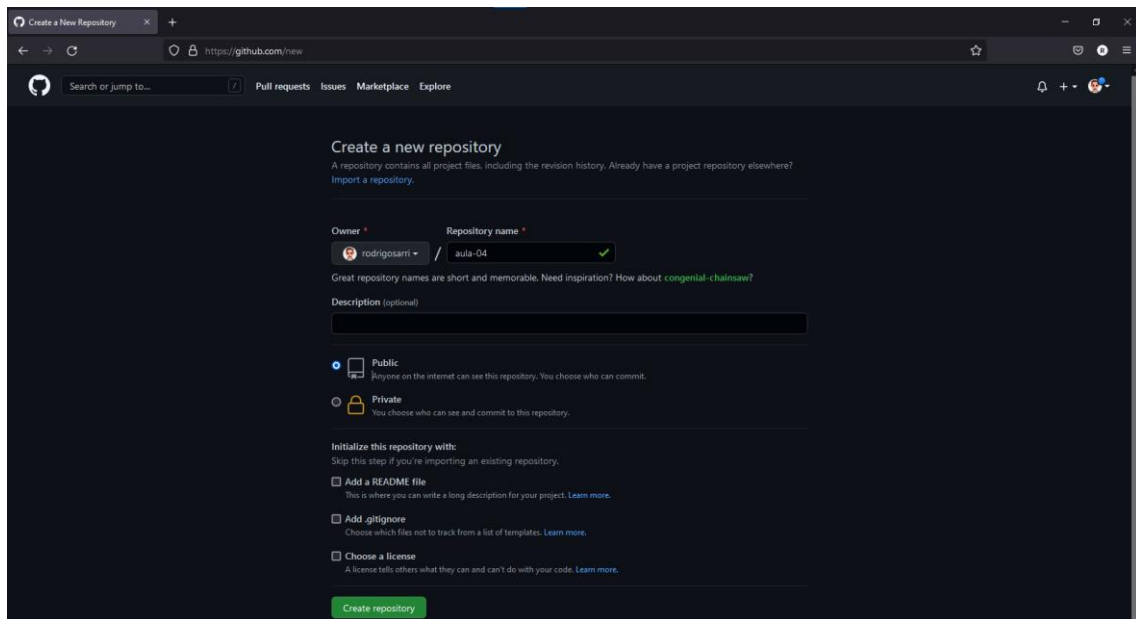 Create a New Repository
https://github.com/new
Search or jump to...
/
Pull requests Issues Marketplace Explore
Create a new repository
A repository contains all project files, including the revision history. Already have a project repository elsewhere?
Import a repository.
Owner *
Repository name *
rodrigosarri / aula-04
Great repository names are short and memorable. Need inspiration? How about congenial-chainsaw?
Description (optional)
Public
Anyone on the internet can see this repository. You choose who can commit.
Private
You choose who can see and commit to this repository.
Initialize this repository with:
Skip this step if you're importing an existing repository.
Add a README file
This is where you can write a long description for your project. Learn more.
Add .gitignore
Choose which files not to track from a list of templates. Learn more.
Choose a license
A license tells others what they can and can't do with your code. Learn more.
Create repository